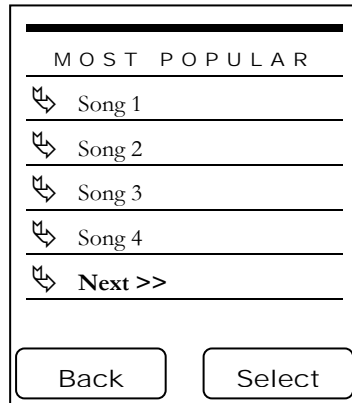 MOST POPULAR
Song 1
Song 2
Song 3
Song 4
Next >>
Back Select